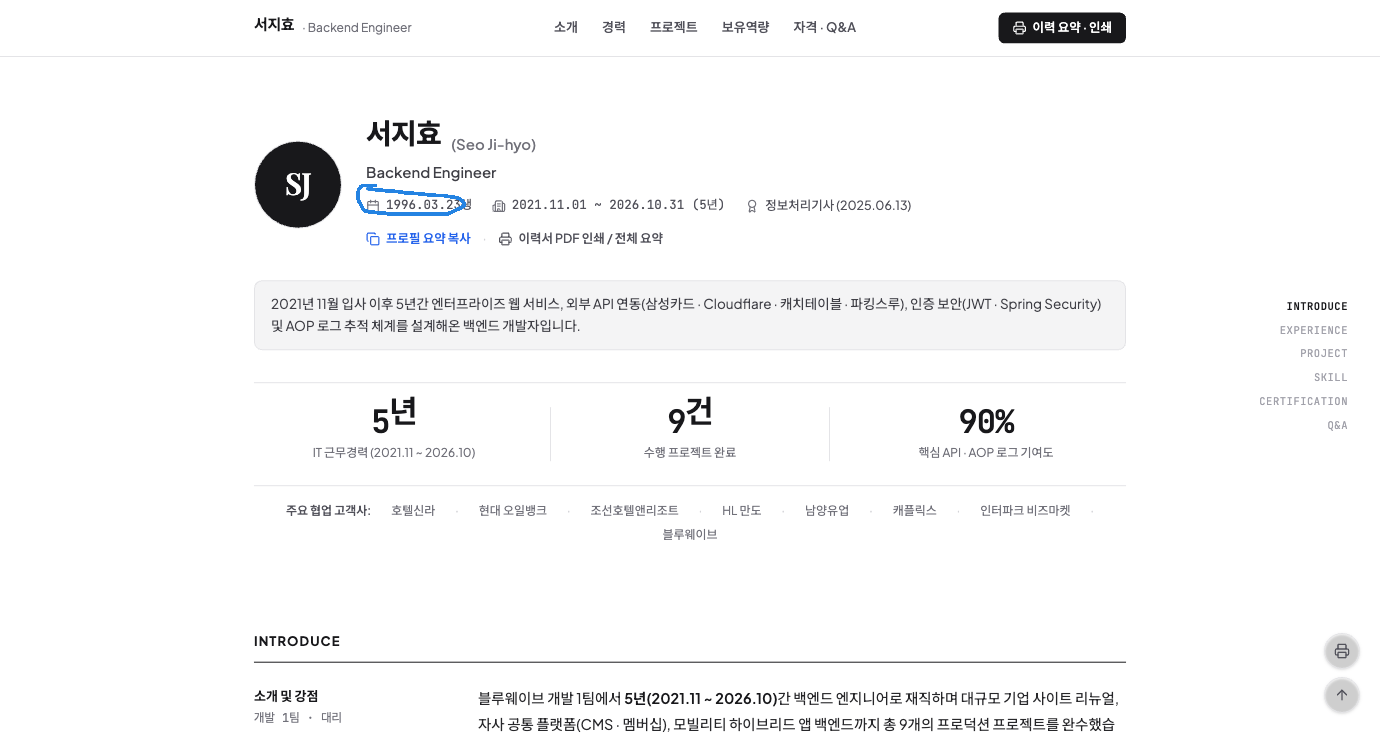 서지효 · Backend Engineer
소개 경력 프로젝트 보유역량 자격 · Q&A
이력 요약 · 인쇄
SJ
서지효 (Seo Ji-hyo)
Backend Engineer
1996.03.23생 2021.11.01 ~ 2026.10.31 (5년) 정보처리기사 (2025.06.13)
프로필 요약 복사 · 이력서 PDF 인쇄 / 전체 요약
2021년 11월 입사 이후 5년간 엔터프라이즈 웹 서비스, 외부 API 연동(삼성카드 · Cloudflare · 캐치테이블 · 파킹스루), 인증 보안(JWT · Spring Security)
및 AOP 로그 추적 체계를 설계해온 백엔드 개발자입니다.
5년
IT 근무경력 (2021.11 ~ 2026.10)
9건
수행 프로젝트 완료
90%
핵심 API · AOP 로그 기여도
주요 협업 고객사: 호텔신라 · 현대 오일뱅크 · 조선호텔앤리조트 · HL 만도 · 남양유업 · 캐플릭스 · 인터파크 비즈마켓 ·
블루웨이브
INTRODUCE
EXPERIENCE
PROJECT
SKILL
CERTIFICATION
Q&A
INTRODUCE
소개 및 강점
개발 1팀 · 대리
블루웨이브 개발 1팀에서 5년(2021.11 ~ 2026.10)간 백엔드 엔지니어로 재직하며 대규모 기업 사이트 리뉴얼,
자사 공통 플랫폼(CMS · 멤버십), 모빌리티 하이브리드 앱 백엔드까지 총 9개의 프로덕션 프로젝트를 완수했습